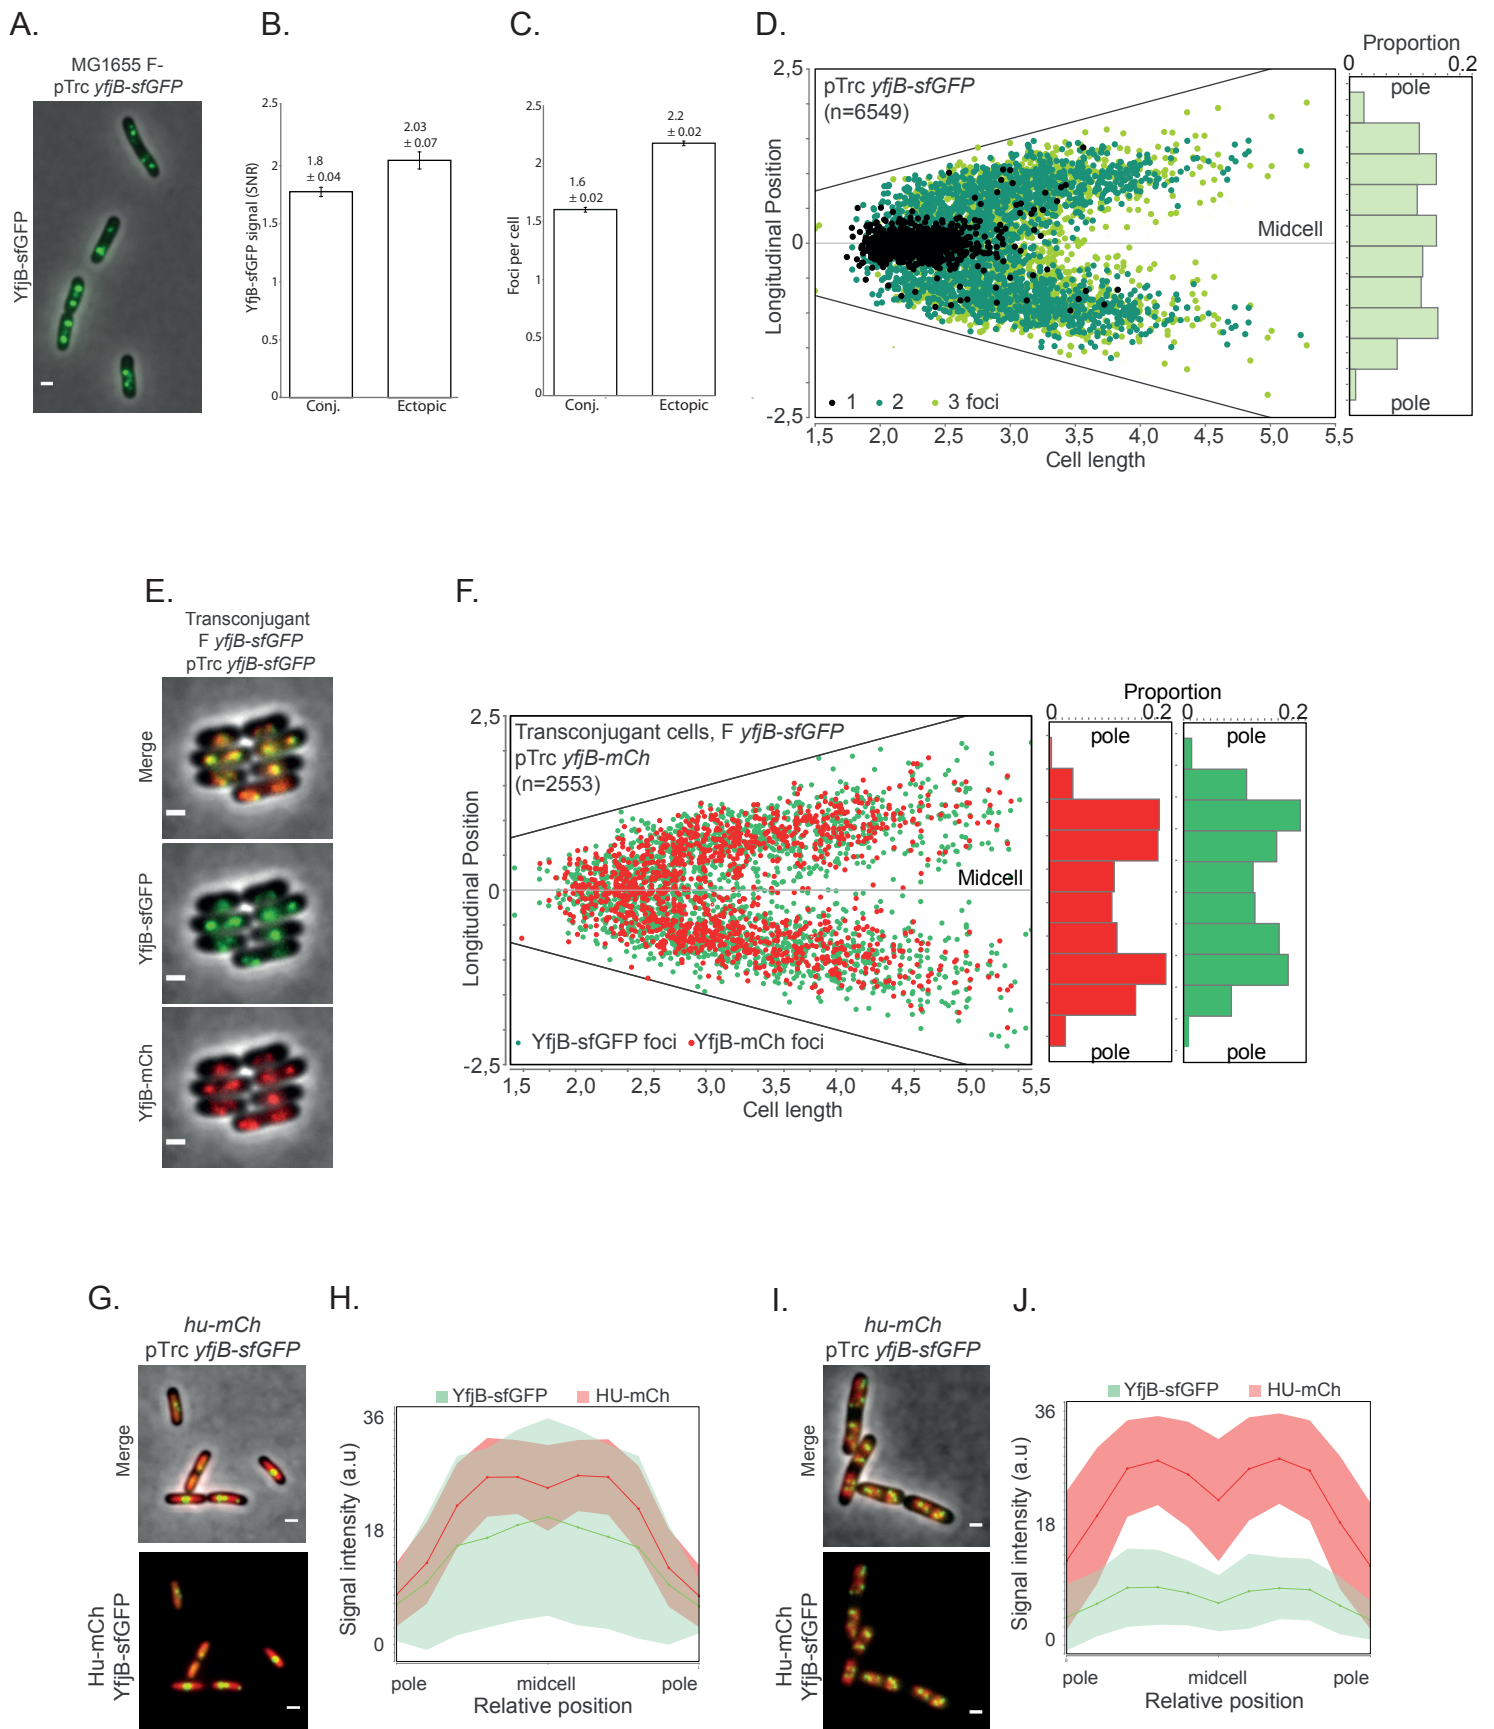 A.
MG1655 F-
pTrc yfjB-sfGFP
YfjB-sfGFP
B.
YfjB-sfGFP signal (SNR)
2.5
2
1.5
1
0.5
0
1.8
± 0.04
2.03
± 0.07
Conj.
Ectopic
C.
Foci per cell
2.5
2
1.5
1
0.5
0
1.6
± 0.02
2.2
± 0.02
Conj.
Ectopic
D.
2,5
0
-2,5
Longitudinal Position
pTrc yfjB-sfGFP
(n=6549)
Midcell
1 2 3 foci
1,5 2,0 2,5 3,0 3,5 4,0 4,5 5,0 5,5
Cell length
Proportion
0 0.2
pole
pole
E.
Transconjugant
F yfjB-sfGFP
pTrc yfjB-sfGFP
Merge
YfjB-sfGFP
YfjB-mCh
F.
2,5
0
-2,5
Longitudinal Position
Transconjugant cells, F yfjB-sfGFP
pTrc yfjB-mCh
(n=2553)
Midcell
YfjB-sfGFP foci YfjB-mCh foci
1,5 2,0 2,5 3,0 3,5 4,0 4,5 5,0 5,5
Cell length
Proportion
0 0.2 0 0.2
pole pole
pole pole
G.
hu-mCh
pTrc yfjB-sfGFP
Merge
Hu-mCh
YfjB-sfGFP
H.
YfjB-sfGFP HU-mCh
36
18
0
Signal intensity (a.u)
pole midcell pole
Relative position
I.
hu-mCh
pTrc yfjB-sfGFP
Merge
Hu-mCh
YfjB-sfGFP
J.
YfjB-sfGFP HU-mCh
36
18
0
Signal intensity (a.u)
pole midcell pole
Relative position